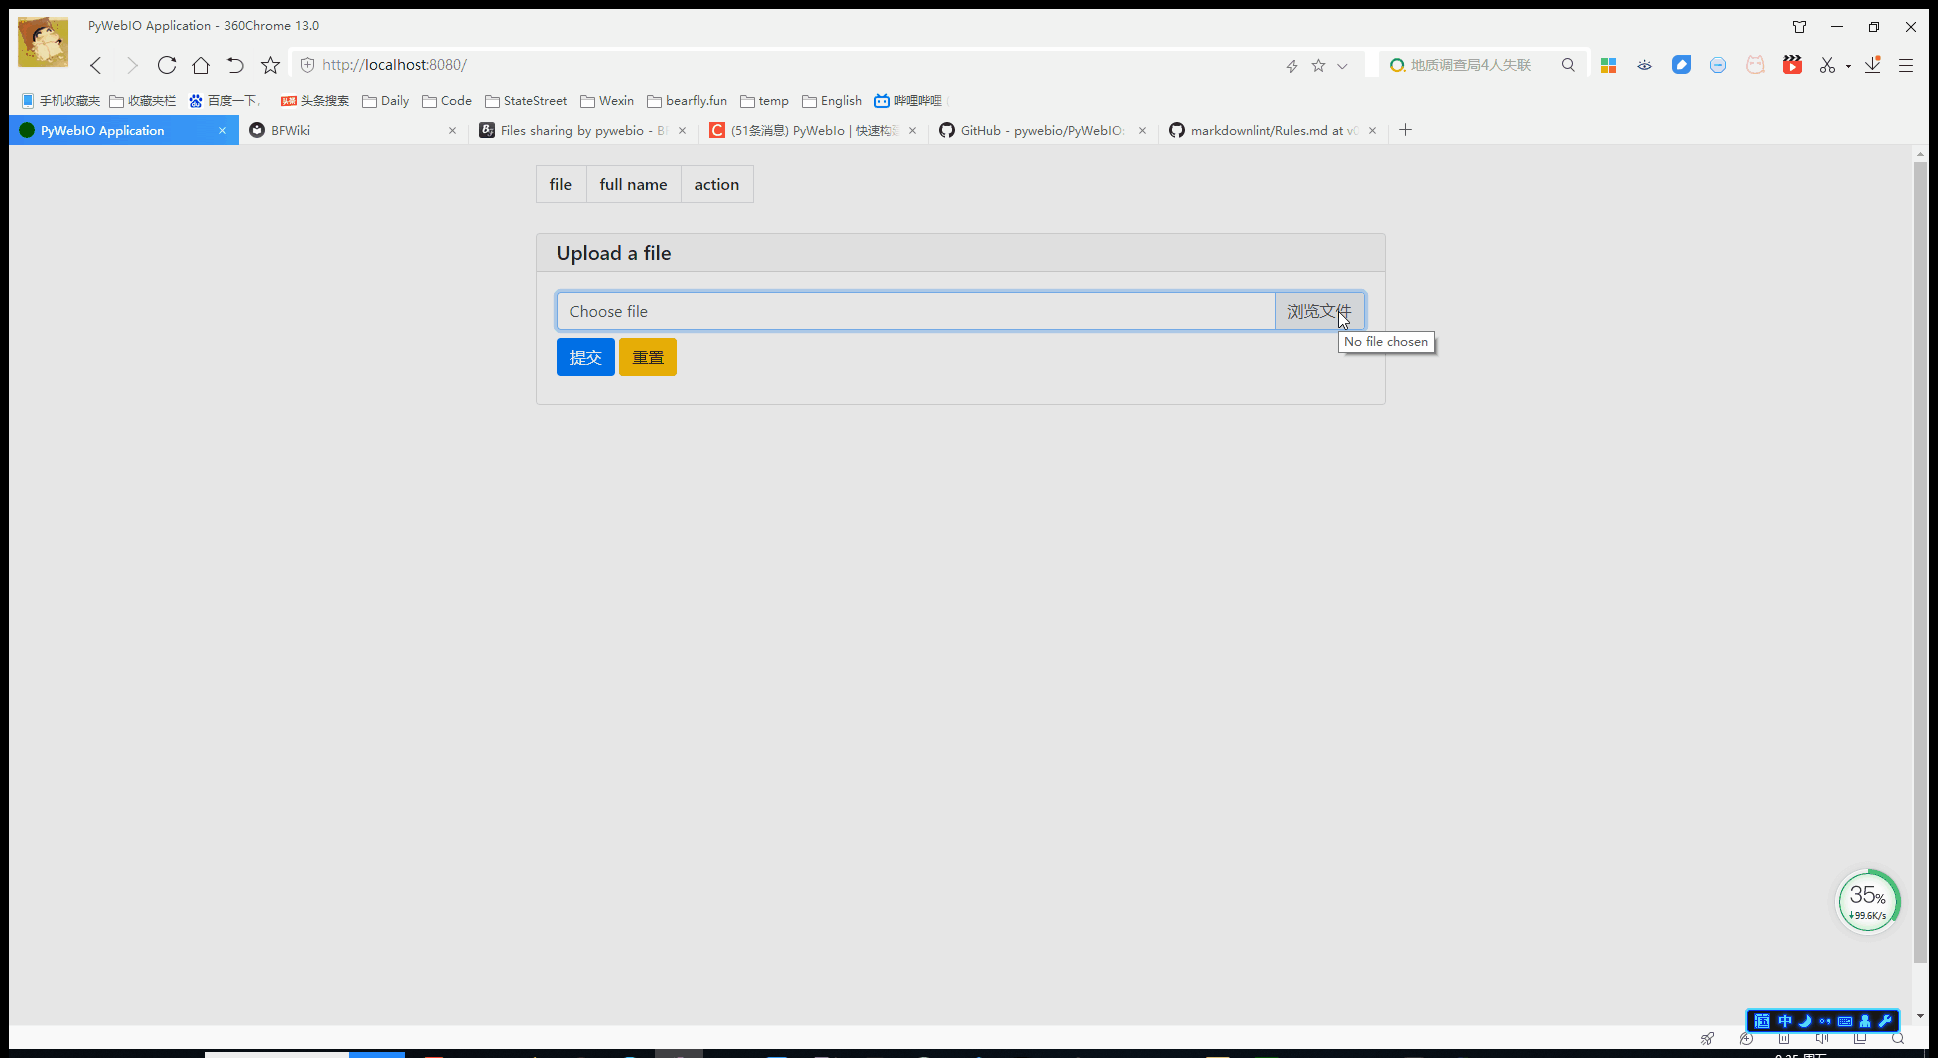 PyWebIO Application - 360Chrome 13.0
http://localhost:8080/
地质调查局4人失联
手机收藏夹 收藏夹栏 百度一下, 头条搜索 Daily Code StateStreet Wexin bearfly.fun temp English 哔哩哔哩
PyWebIO Application BFWiki Files sharing by pywebio - BF (51条消息) PyWebIo | 快速构 GitHub - pywebio/PyWebIO: markdownlint/Rules.md at v0
file full name action
Upload a file
Choose file 浏览文件
No file chosen
提交 重置
35%
99.6K/s
中